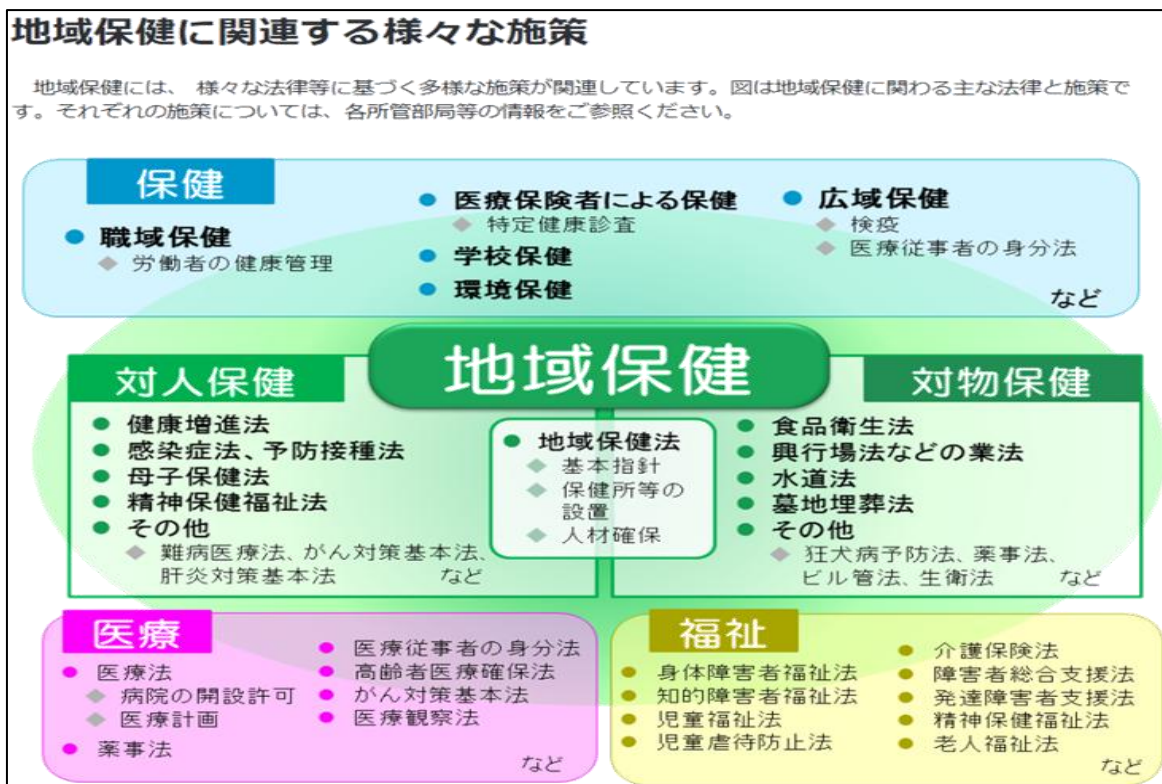 地域保健に関連する様々な施策
地域保健には、 様々な法律等に基づく多様な施策が関連しています。図は地域保健に関わる主な法律と施策で
す。それぞれの施策については、各所管部局等の情報をご参照ください。
保健
● 職域保健
◆ 労働者の健康管理
● 医療保険者による保健
◆ 特定健康診査
● 学校保健
● 環境保健
● 広域保健
◆ 検疫
◆ 医療従事者の身分法
など
地域保健
対人保健
● 健康増進法
● 感染症法、予防接種法
● 母子保健法
● 精神保健福祉法
● その他
◆ 難病医療法、がん対策基本法、
肝炎対策基本法 など
● 地域保健法
◆ 基本指針
◆ 保健所等の
設置
◆ 人材確保
対物保健
● 食品衛生法
● 興行場法などの業法
● 水道法
● 墓地埋葬法
● その他
◆ 狂犬病予防法、薬事法、
ビル管法、生衛法 など
医療
● 医療法
◆ 病院の開設許可
◆ 医療計画
● 薬事法
● 医療従事者の身分法
● 高齢者医療確保法
● がん対策基本法
● 医療観察法
など
福祉
● 身体障害者福祉法
● 知的障害者福祉法
● 児童福祉法
● 児童虐待防止法
● 介護保険法
● 障害者総合支援法
● 発達障害者支援法
● 精神保健福祉法
● 老人福祉法
など